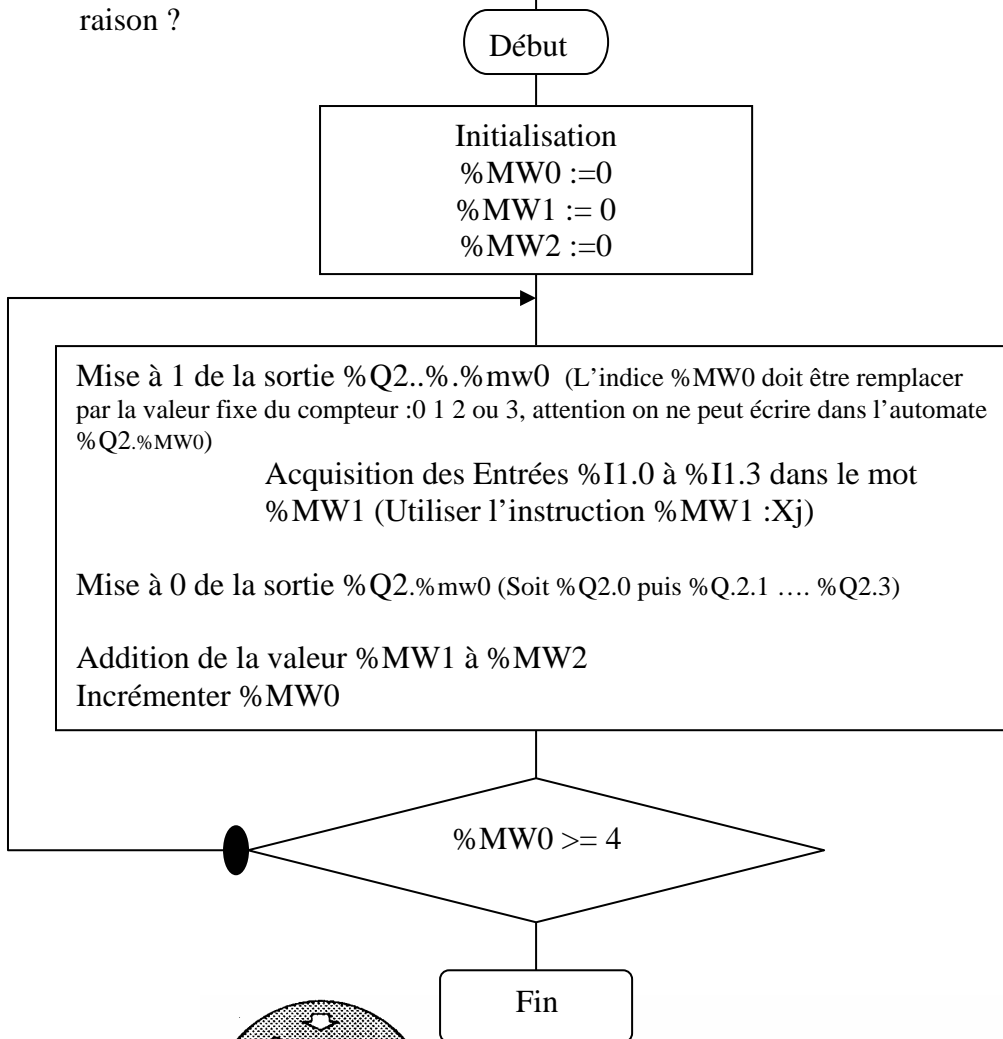 raison ?
Début
Initialisation
%MW0 :=0
%MW1 := 0
%MW2 :=0
Mise à 1 de la sortie %Q2..%.%mw0 (L'indice %MW0 doit être remplacer
par la valeur fixe du compteur :0 1 2 ou 3, attention on ne peut écrire dans l'automate
%Q2.%MW0)
Acquisition des Entrées %I1.0 à %I1.3 dans le mot
%MW1 (Utiliser l'instruction %MW1 :Xj)
Mise à 0 de la sortie %Q2.%mw0 (Soit %Q2.0 puis %Q.2.1 …. %Q2.3)
Addition de la valeur %MW1 à %MW2
Incrémenter %MW0
%MW0 >= 4
Fin